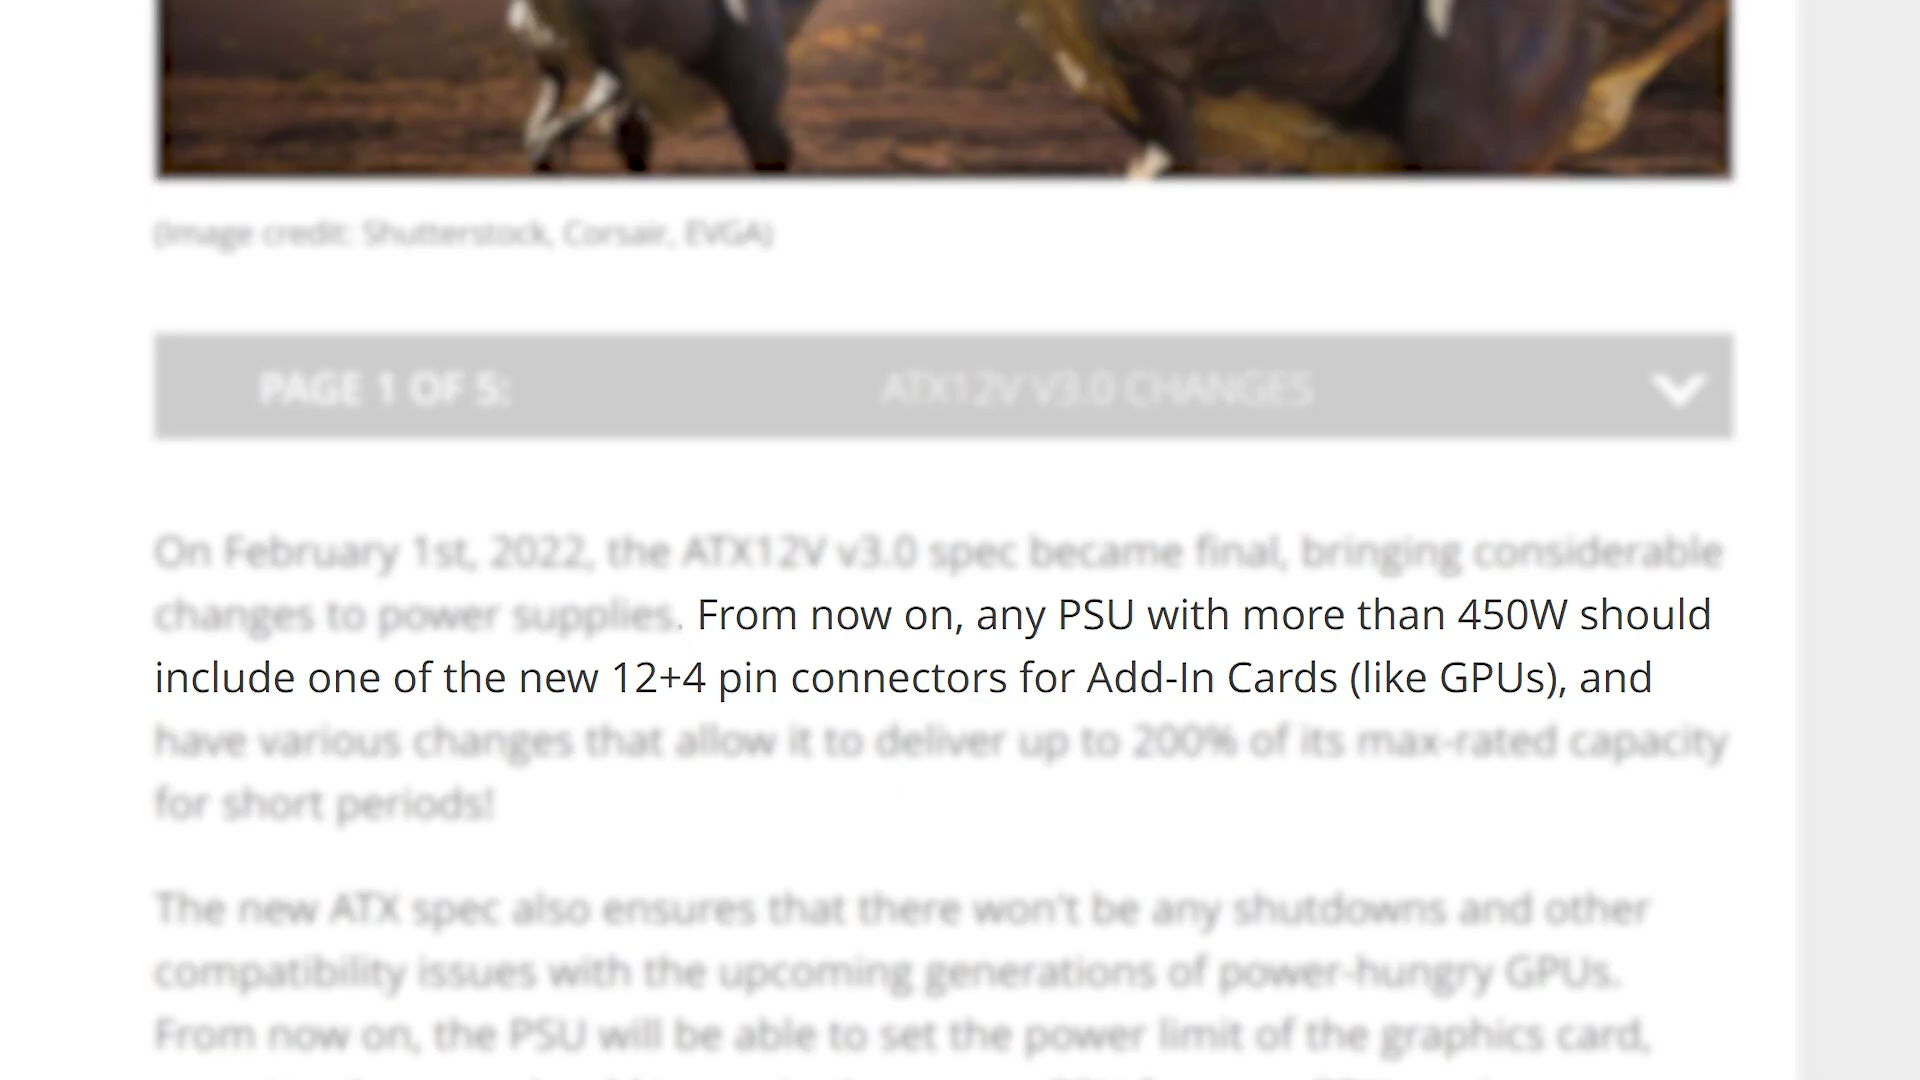 (Image credit: Shutterstock, Corsair, EVGA)
PAGE 1 OF 5:
ATX12V V3.0 CHANGES
On February 1st, 2022, the ATX12V v3.0 spec became final, bringing considerable
changes to power supplies. From now on, any PSU with more than 450W should
include one of the new 12+4 pin connectors for Add-In Cards (like GPUs), and
have various changes that allow it to deliver up to 200% of its max-rated capacity
for short periods!
The new ATX spec also ensures that there won't be any shutdowns and other
compatibility issues with the upcoming generations of power-hungry GPUs.
From now on, the PSU will be able to set the power limit of the graphics card,